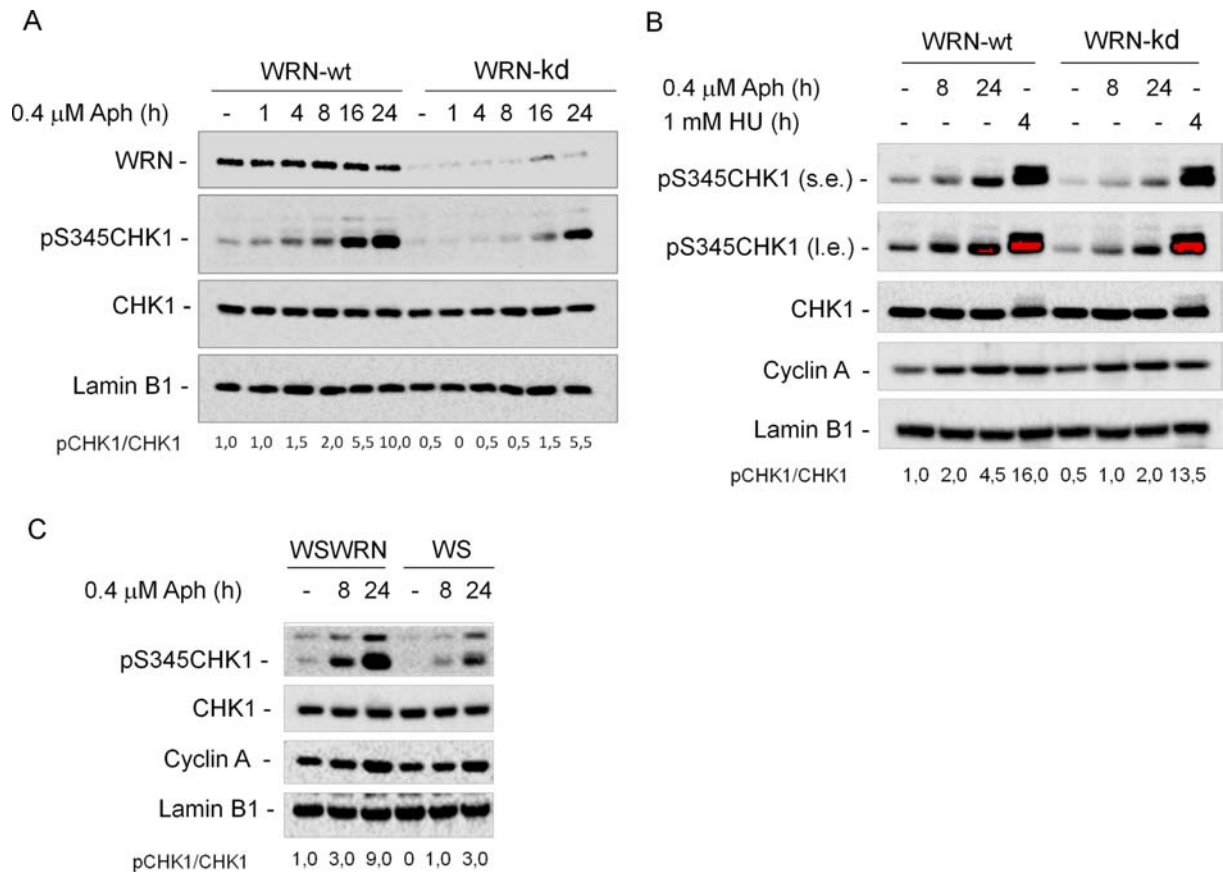 A
WRN-wt WRN-kd
0.4 μM Aph (h) - 1 4 8 16 24 - 1 4 8 16 24
WRN -
pS345CHK1 -
CHK1 -
Lamin B1 -
pCHK1/CHK1 1,0 1,0 1,5 2,0 5,5 10,0 0,5 0 0,5 0,5 1,5 5,5
B
WRN-wt WRN-kd
0.4 μM Aph (h) - 8 24 - - 8 24 -
1 mM HU (h) - - - 4 - - - 4
pS345CHK1 (s.e.) -
pS345CHK1 (l.e.) -
CHK1 -
Cyclin A -
Lamin B1 -
pCHK1/CHK1 1,0 2,0 4,5 16,0 0,5 1,0 2,0 13,5
C
WSWRN WS
0.4 μM Aph (h) - 8 24 - 8 24
pS345CHK1 -
CHK1 -
Cyclin A -
Lamin B1 -
pCHK1/CHK1 1,0 3,0 9,0 0 1,0 3,0